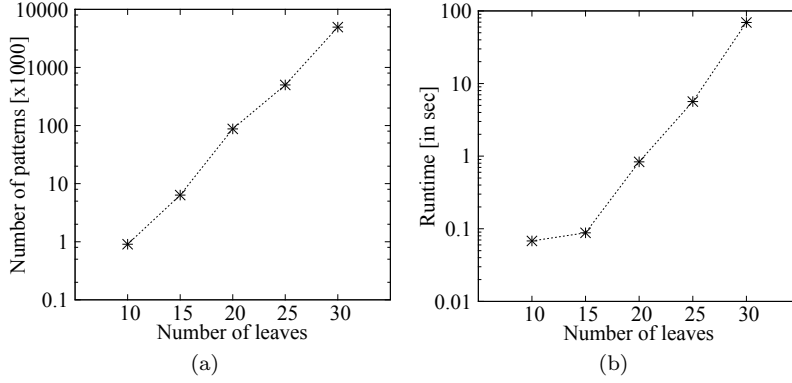 Number of patterns [x1000]
10000
1000
100
10
1
0.1
10 15 20 25 30
Number of leaves
(a)
Runtime [in sec]
100
10
1
0.1
0.01
10 15 20 25 30
Number of leaves
(b)